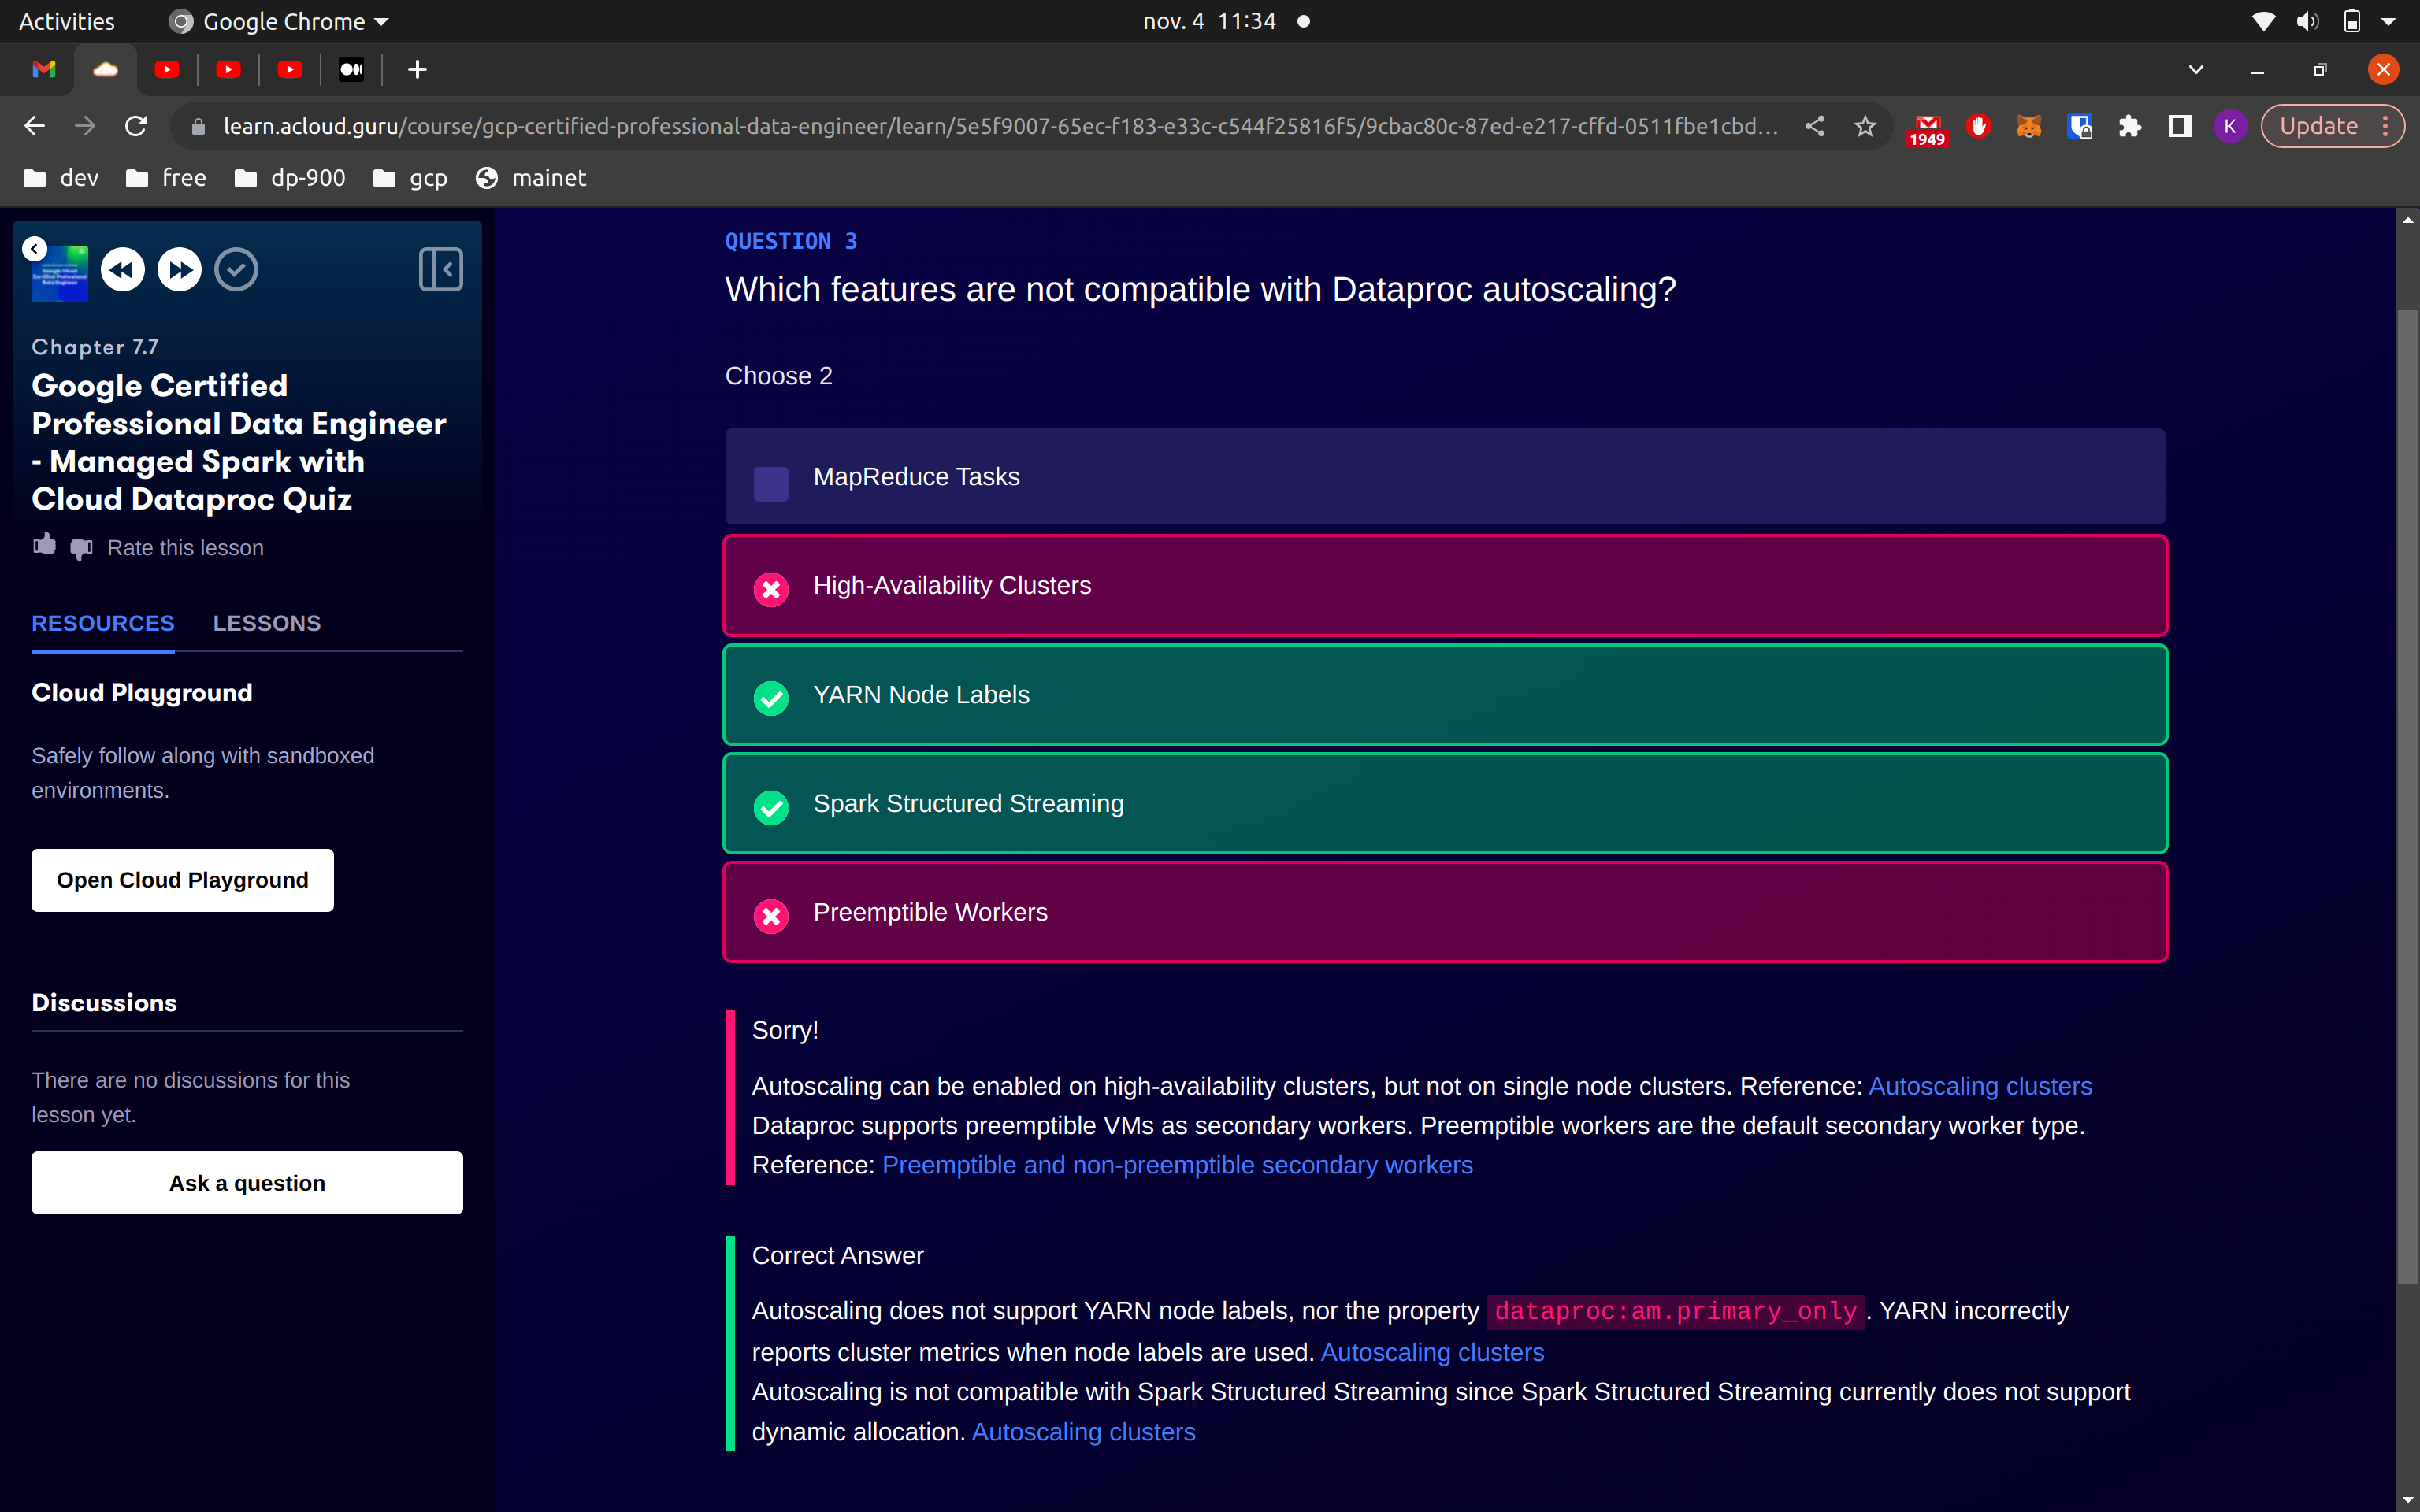 Activities
Google Chrome
nov. 4 11:34
learn.acloud.guru/course/gcp-certified-professional-data-engineer/learn/5e5f9007-65ec-f183-e33c-c544f25816f5/9cbac80c-87ed-e217-cffd-0511fbe1cbd...
1949
K
Update
dev
free
dp-900
gcp
mainet
Chapter 7.7
Google Certified
Professional Data Engineer
- Managed Spark with
Cloud Dataproc Quiz
Rate this lesson
RESOURCES
LESSONS
Cloud Playground
Safely follow along with sandboxed
environments.
Open Cloud Playground
Discussions
There are no discussions for this
lesson yet.
Ask a question
QUESTION 3
Which features are not compatible with Dataproc autoscaling?
Choose 2
MapReduce Tasks
High-Availability Clusters
YARN Node Labels
Spark Structured Streaming
Preemptible Workers
Sorry!
Autoscaling can be enabled on high-availability clusters, but not on single node clusters. Reference: Autoscaling clusters
Dataproc supports preemptible VMs as secondary workers. Preemptible workers are the default secondary worker type.
Reference: Preemptible and non-preemptible secondary workers
Correct Answer
Autoscaling does not support YARN node labels, nor the property dataproc:am.primary_only. YARN incorrectly
reports cluster metrics when node labels are used. Autoscaling clusters
Autoscaling is not compatible with Spark Structured Streaming since Spark Structured Streaming currently does not support
dynamic allocation. Autoscaling clusters